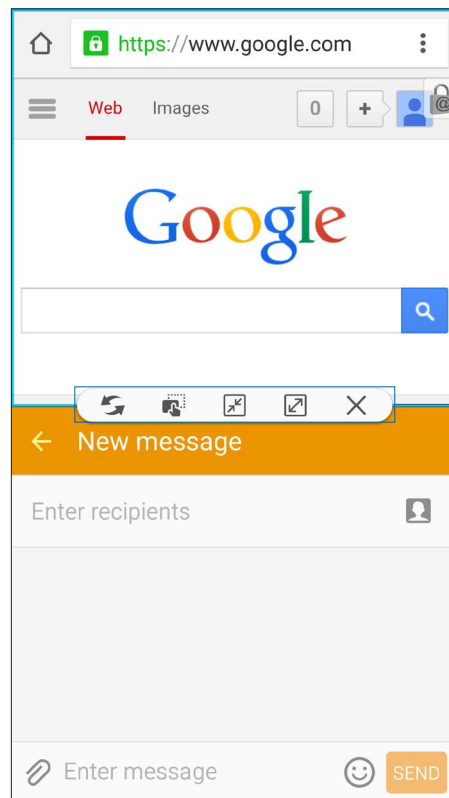 https://www.google.com
Web Images 0 +
@
Google
New message
Enter recipients
Enter message SEND